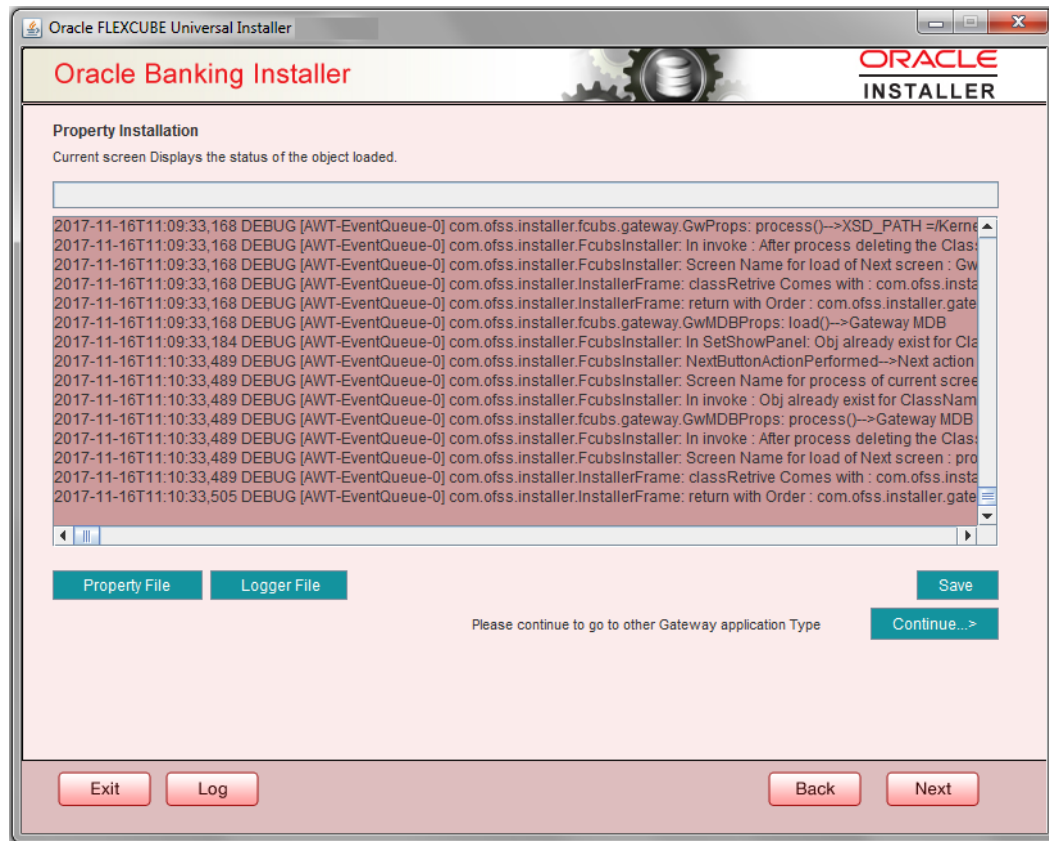 Oracle FLEXCUBE Universal Installer
Oracle Banking Installer
ORACLE
INSTALLER
Property Installation
Current screen Displays the status of the object loaded.
2017-11-16T11:09:33,168 DEBUG [AWT-EventQueue-0] com.ofss.installer.fcubs.gateway.GwProps: process()-->XSD_PATH =/Kerne
2017-11-16T11:09:33,168 DEBUG [AWT-EventQueue-0] com.ofss.installer.FcubsInstaller: In invoke : After process deleting the Clas
2017-11-16T11:09:33,168 DEBUG [AWT-EventQueue-0] com.ofss.installer.FcubsInstaller: Screen Name for load of Next screen : Gw
2017-11-16T11:09:33,168 DEBUG [AWT-EventQueue-0] com.ofss.installer.InstallerFrame: classRetrive Comes with : com.ofss.insta
2017-11-16T11:09:33,168 DEBUG [AWT-EventQueue-0] com.ofss.installer.InstallerFrame: return with Order : com.ofss.installer.gate
2017-11-16T11:09:33,168 DEBUG [AWT-EventQueue-0] com.ofss.installer.fcubs.gateway.GwMDBProps: load()-->Gateway MDB
2017-11-16T11:09:33,184 DEBUG [AWT-EventQueue-0] com.ofss.installer.FcubsInstaller: In SetShowPanel: Obj already exist for Cla
2017-11-16T11:10:33,489 DEBUG [AWT-EventQueue-0] com.ofss.installer.FcubsInstaller: NextButtonActionPerformed-->Next action
2017-11-16T11:10:33,489 DEBUG [AWT-EventQueue-0] com.ofss.installer.FcubsInstaller: Screen Name for process of current scree
2017-11-16T11:10:33,489 DEBUG [AWT-EventQueue-0] com.ofss.installer.FcubsInstaller: In invoke : Obj already exist for ClassNam
2017-11-16T11:10:33,489 DEBUG [AWT-EventQueue-0] com.ofss.installer.fcubs.gateway.GwMDBProps: process()-->Gateway MDB
2017-11-16T11:10:33,489 DEBUG [AWT-EventQueue-0] com.ofss.installer.FcubsInstaller: In invoke : After process deleting the Clas
2017-11-16T11:10:33,489 DEBUG [AWT-EventQueue-0] com.ofss.installer.FcubsInstaller: Screen Name for load of Next screen : pro
2017-11-16T11:10:33,489 DEBUG [AWT-EventQueue-0] com.ofss.installer.InstallerFrame: classRetrive Comes with : com.ofss.insta
2017-11-16T11:10:33,505 DEBUG [AWT-EventQueue-0] com.ofss.installer.InstallerFrame: return with Order : com.ofss.installer.gate
Property File Logger File Save
Please continue to go to other Gateway application Type Continue...>
Exit Log Back Next